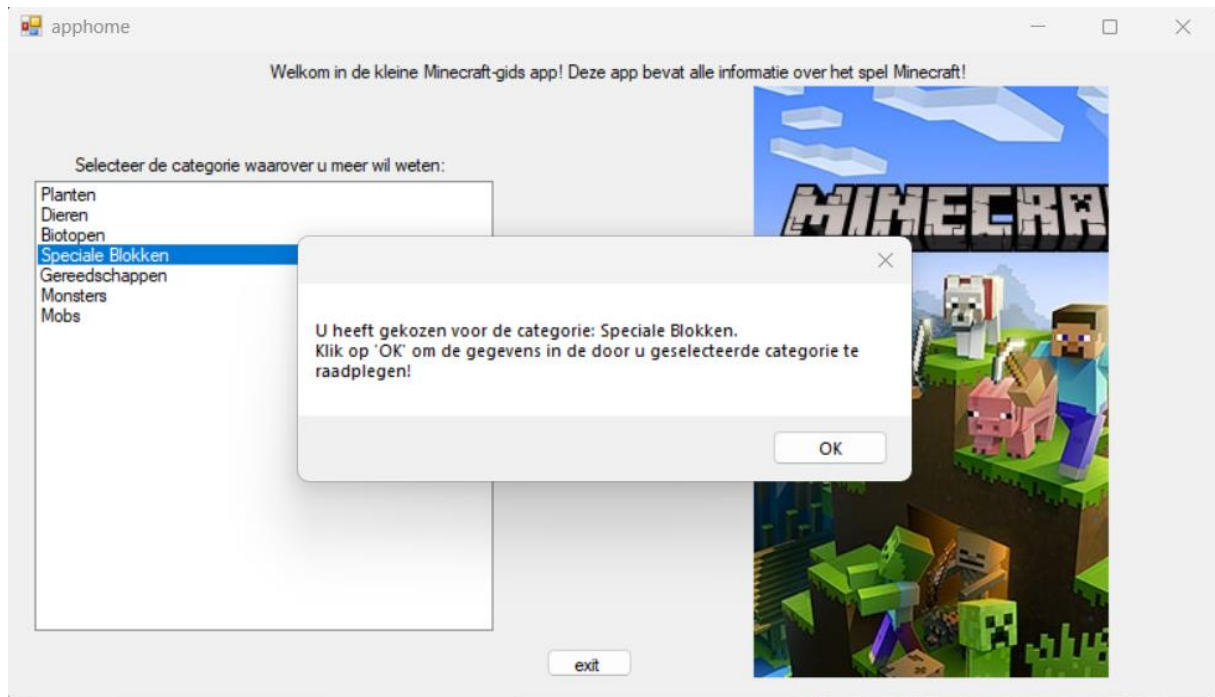 apphome
Welkom in de kleine Minecraft-gids app! Deze app bevat alle informatie over het spel Minecraft!
Selecteer de categorie waarover u meer wil weten:
Planten
Dieren
Biotopen
Speciale Blokken
Gereedschappen
Monsters
Mobs
MINECRA
U heeft gekozen voor de categorie: Speciale Blokken.
Klik op 'OK' om de gegevens in de door u geselecteerde categorie te
raadplegen!
OK
exit